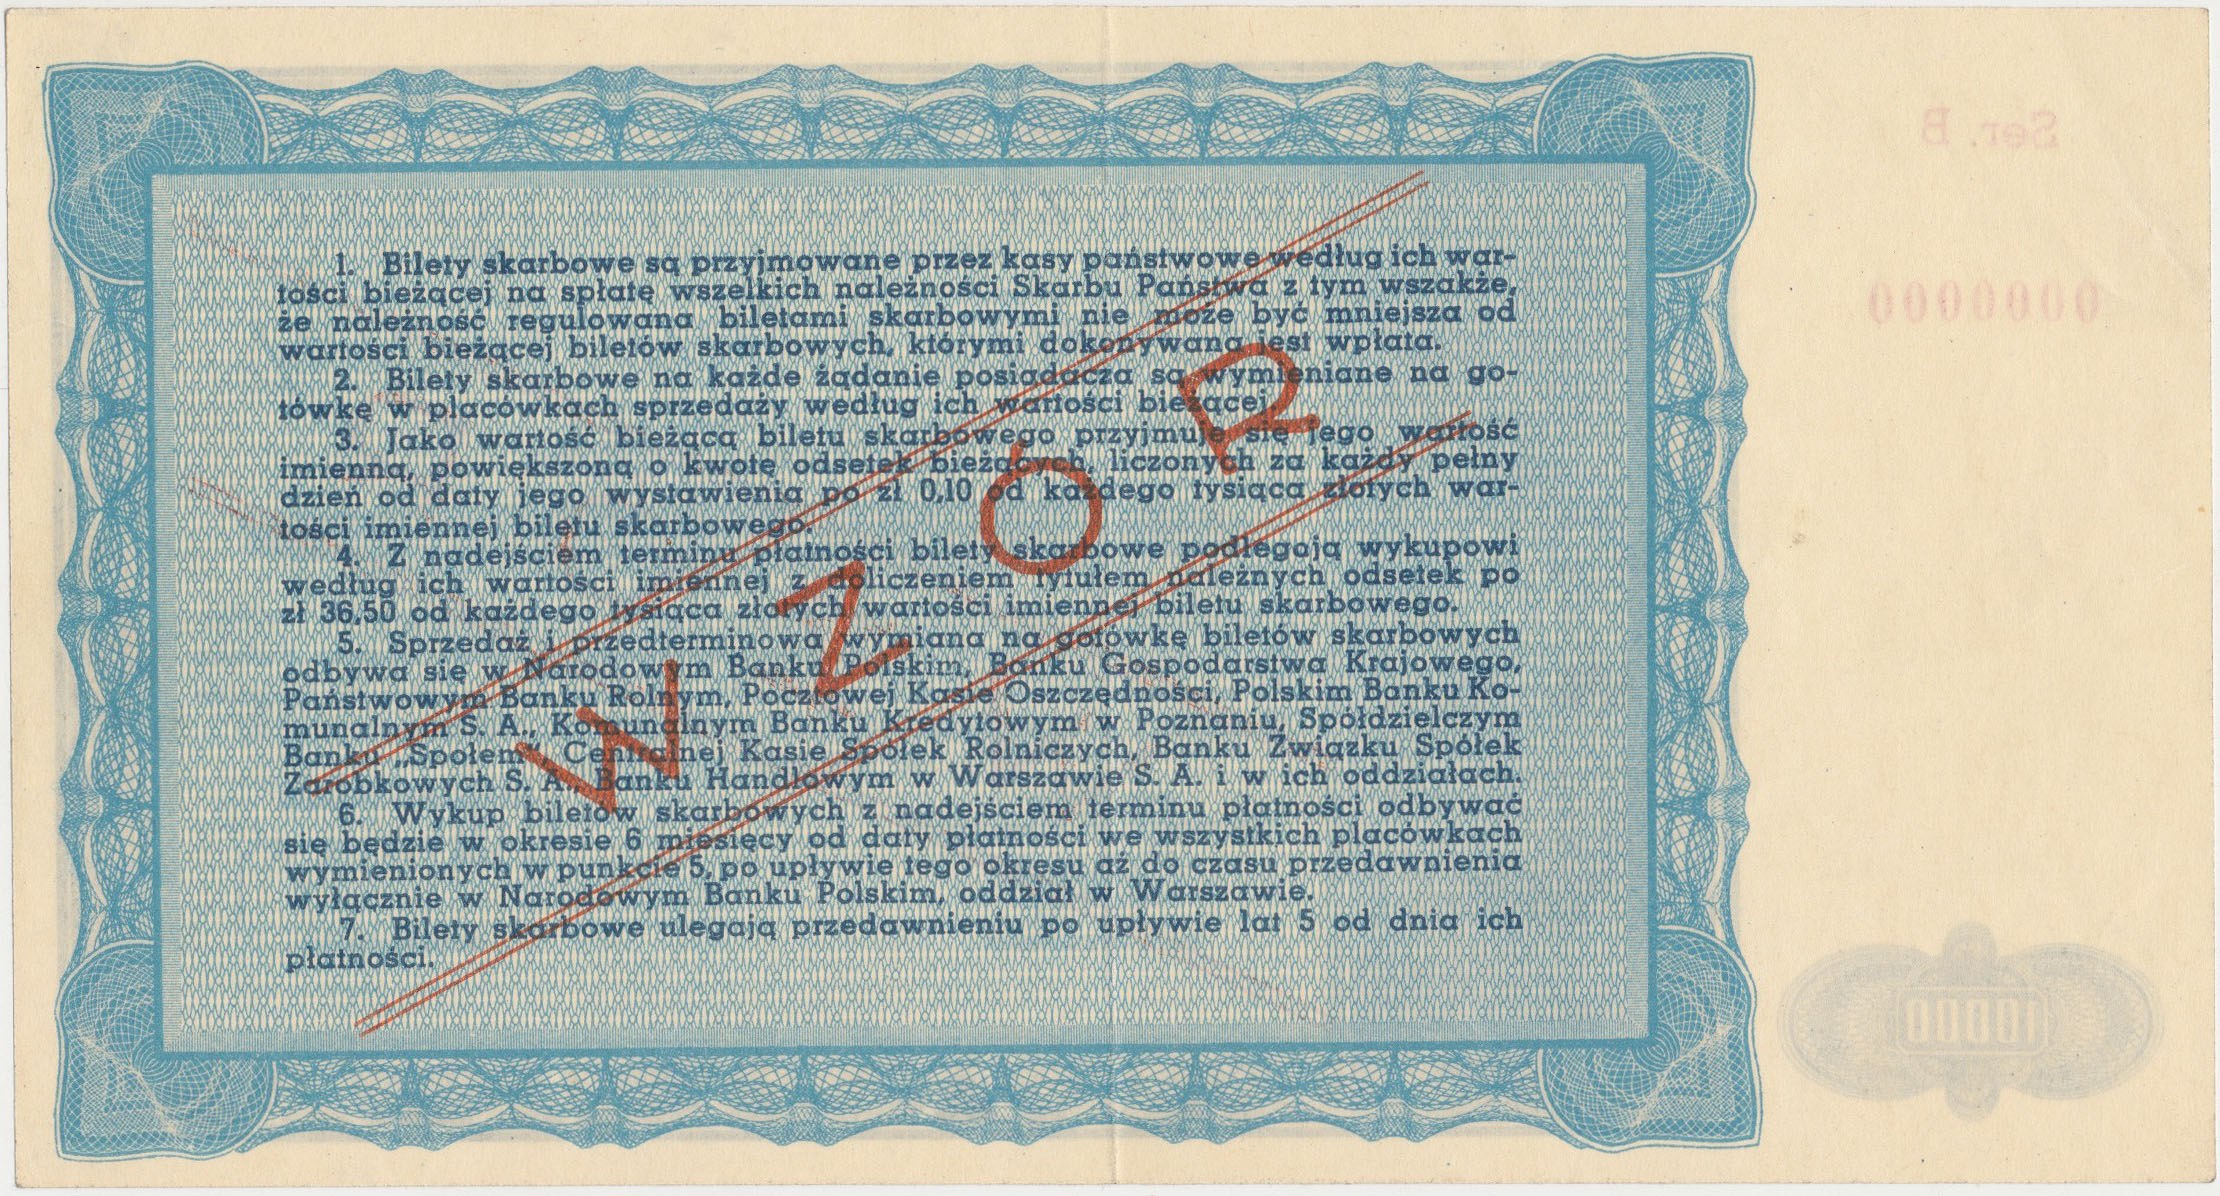 1. Bilety skarbowe są przyjmowane przez kasy państwowe według ich war-
tości bieżącej na spłatę wszelkich należności Skarbu Państwa z tym wszakże,
że należność regulowana biletami skarbowymi nie może być mniejsza od
wartości bieżącej biletów skarbowych, którymi dokonywana jest wpłata.
2. Bilety skarbowe na każde żądanie posiadacza są wymieniane na go-
tówkę w placówkach sprzedaży według ich wartości bieżącej.
3. Jako wartość bieżącą biletu skarbowego przyjmuje się jego wartość
imienną, powiększoną o kwotę odsetek bieżących, liczonych za każdy pełny
dzień od daty jego wystawienia po zł 0,10 od każdego tysiąca złotych war-
tości imiennej biletu skarbowego.
4. Z nadejściem terminu płatności bilety skarbowe podlegają wykupowi
według ich wartości imiennej z doliczeniem tytułem należnych odsetek po
zł 36,50 od każdego tysiąca złotych wartości imiennej biletu skarbowego.
5. Sprzedaż i przedterminowa wymiana na gotówkę biletów skarbowych
odbywa się w Narodowym Banku Polskim, Banku Gospodarstwa Krajowego,
Państwowym Banku Rolnym, Pocztowej Kasie Oszczędności, Polskim Banku Ko-
munalnym S. A., Komunalnym Banku Kredytowym w Poznaniu, Spółdzielczym
Banku „Społem", Centralnej Kasie Spółek Rolniczych, Banku Związku Spółek
Zarobkowych S. A., Banku Handlowym w Warszawie S. A. i w ich oddziałach.
6. Wykup biletów skarbowych z nadejściem terminu płatności odbywać
się będzie w okresie 6 miesięcy od daty płatności we wszystkich placówkach
wymienionych w punkcie 5, po upływie tego okresu aż do czasu przedawnienia
wyłącznie w Narodowym Banku Polskim, oddział w Warszawie.
7. Bilety skarbowe ulegają przedawnieniu po upływie lat 5 od dnia ich
płatności.
WZÓR
Ser. B
0000000
10000